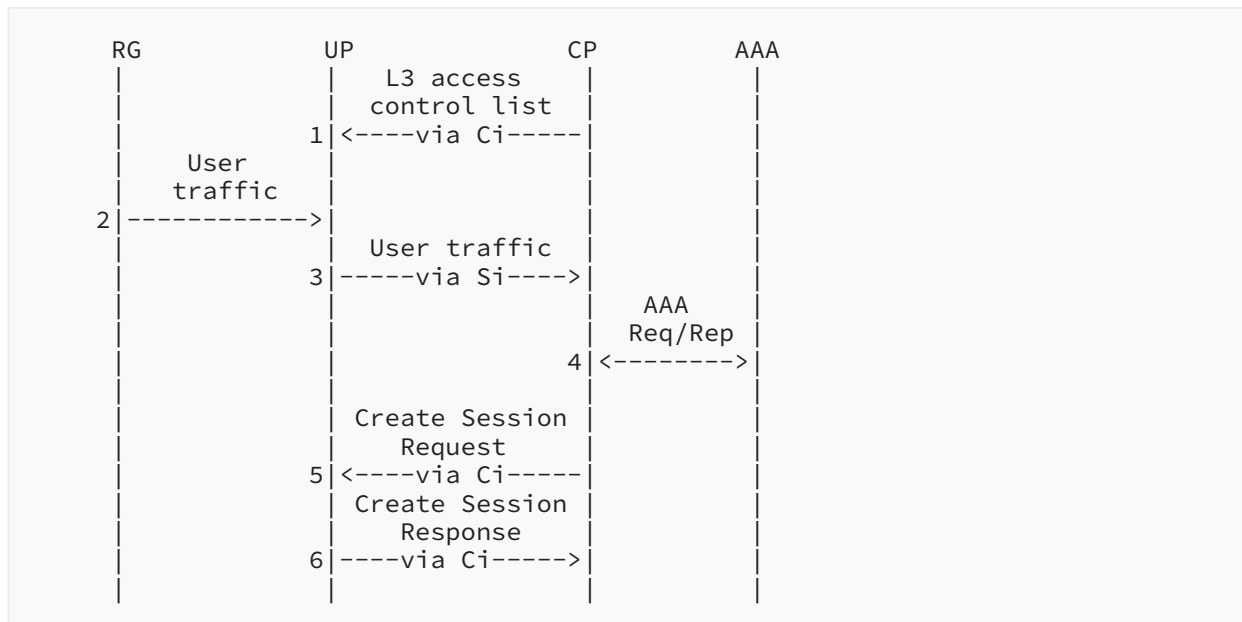 RG UP CP AAA
| | L3 access | |
| | control list | |
| 1|<----via Ci-----| |
| User | | |
| traffic | | |
2|------------>| | |
| | User traffic | |
| 3|-----via Si---->| |
| | | AAA |
| | | Req/Rep |
| | 4|<-------->|
| | | |
| | Create Session | |
| | Request | |
| 5|<----via Ci-----| |
| | Create Session | |
| | Response | |
| 6|----via Ci----->| |
| | | |